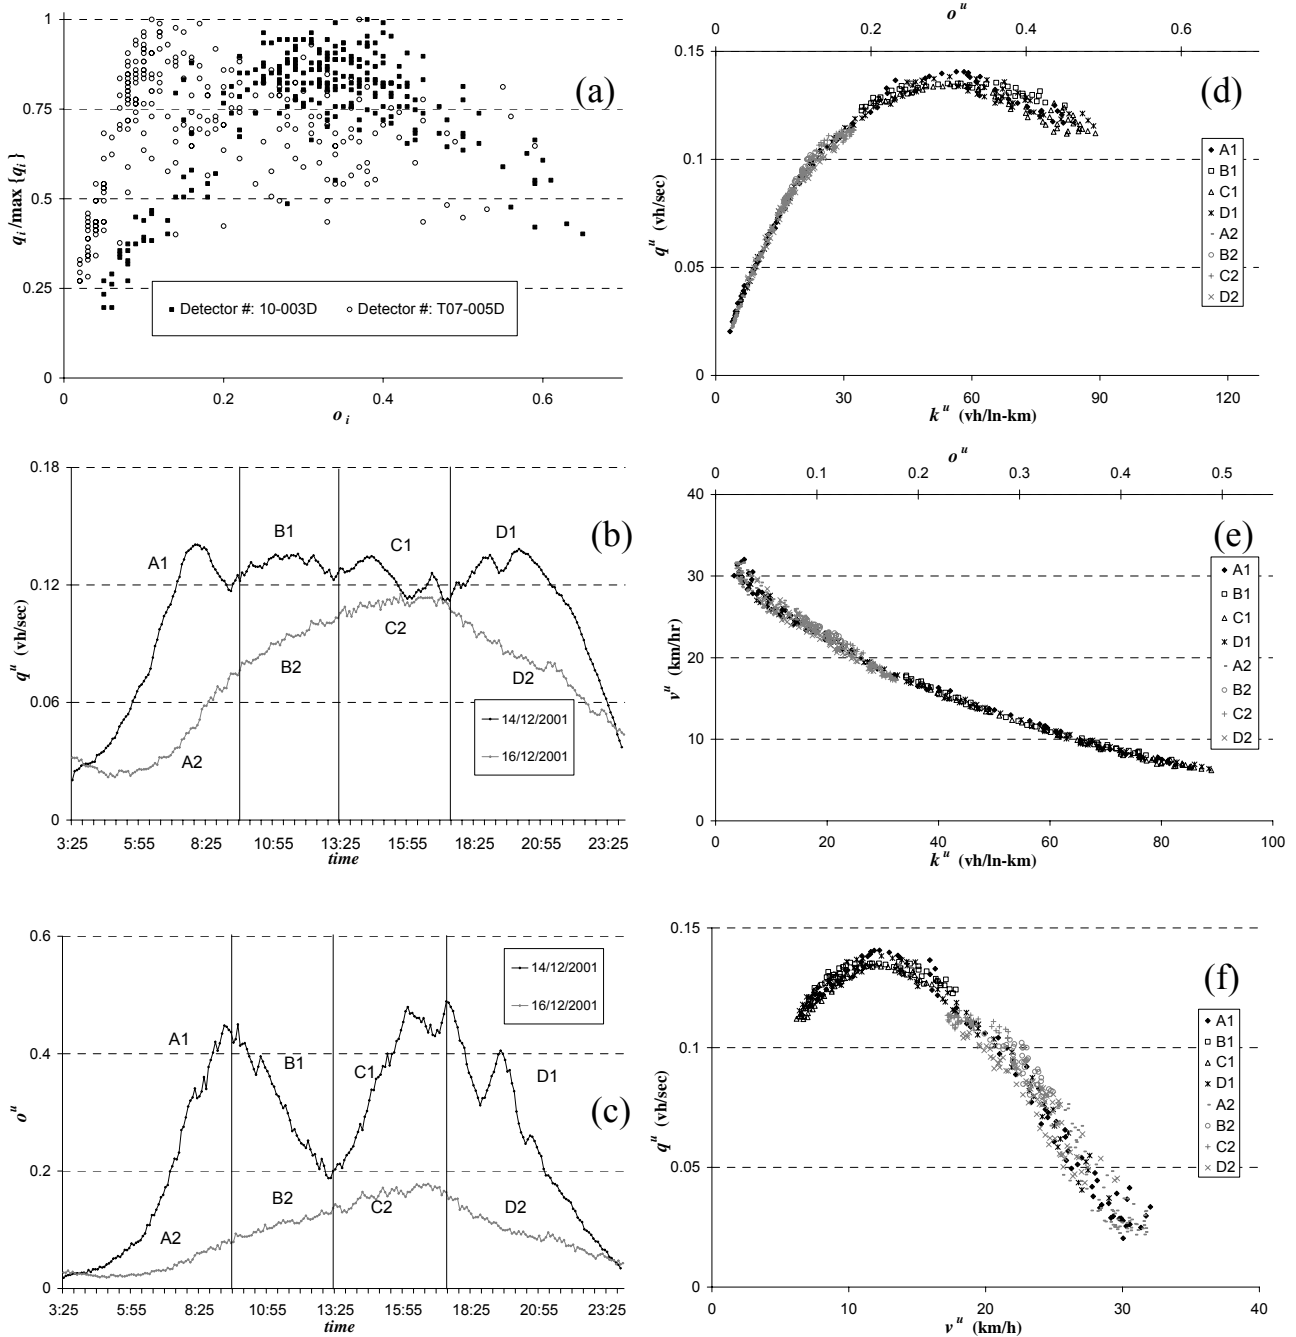 1
0.75
0.5
0.25
0
q i /max {q i }
(a)
Detector #: 10-003D
Detector #: T07-005D
0 0.2 0.4 0.6
o i
0.18
0.12
0.06
0
q u (vh/sec)
(b)
A1 B1 C1 D1
A2 B2 C2 D2
14/12/2001
16/12/2001
3:25 5:55 8:25 10:55 13:25 15:55 18:25 20:55 23:25
time
0.6
0.4
0.2
0
o u
(c)
14/12/2001
16/12/2001
A1 B1 C1 D1
A2 B2 C2 D2
3:25 5:55 8:25 10:55 13:25 15:55 18:25 20:55 23:25
time
o u
0 0.2 0.4 0.6
0.15
0.1
0.05
0
q u (vh/sec)
(d)
A1
B1
C1
D1
A2
B2
C2
D2
0 30 60 90 120
k u (vh/ln-km)
o u
0 0.1 0.2 0.3 0.4 0.5
40
30
20
10
0
v u (km/hr)
(e)
A1
B1
C1
D1
A2
B2
C2
D2
0 20 40 60 80 100
k u (vh/ln-km)
0.15
0.1
0.05
0
q u (vh/sec)
(f)
A1
B1
C1
D1
A2
B2
C2
D2
0 10 20 30 40
v u (km/h)